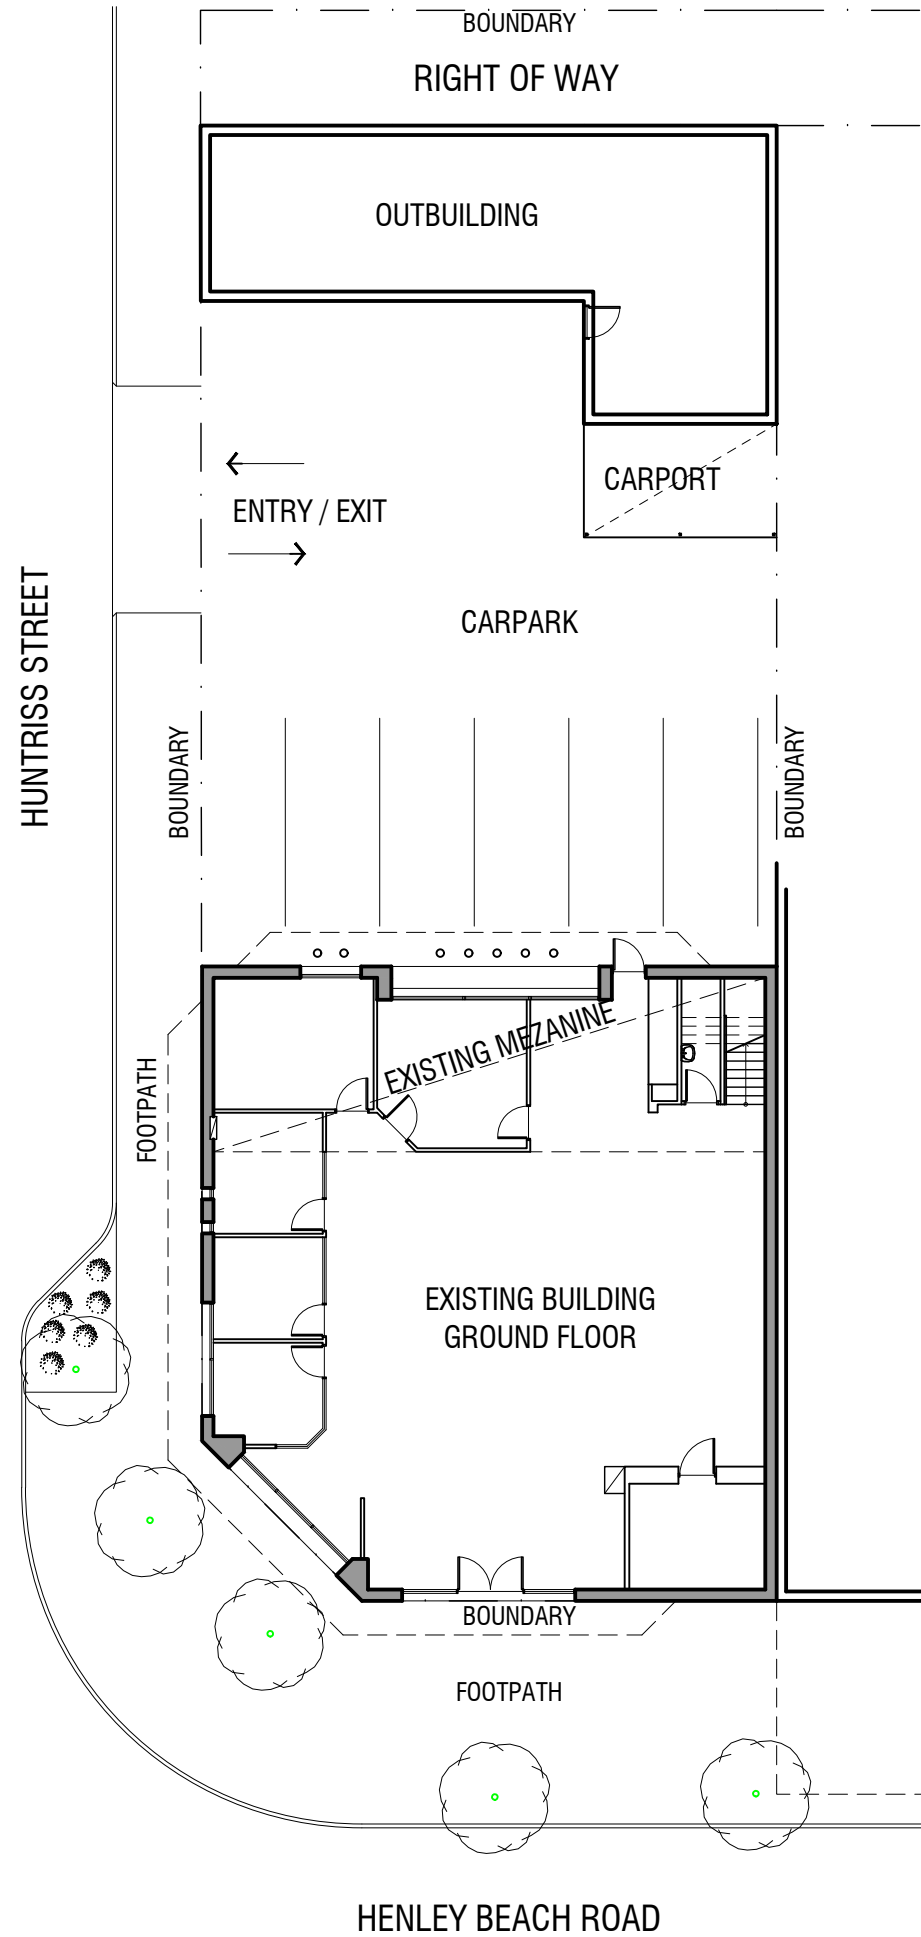 BOUNDARY
RIGHT OF WAY
OUTBUILDING
CARPORT
ENTRY / EXIT
CARPARK
HUNTRISS STREET
BOUNDARY
BOUNDARY
EXISTING MEZANINE
FOOTPATH
EXISTING BUILDING
GROUND FLOOR
BOUNDARY
FOOTPATH
HENLEY BEACH ROAD